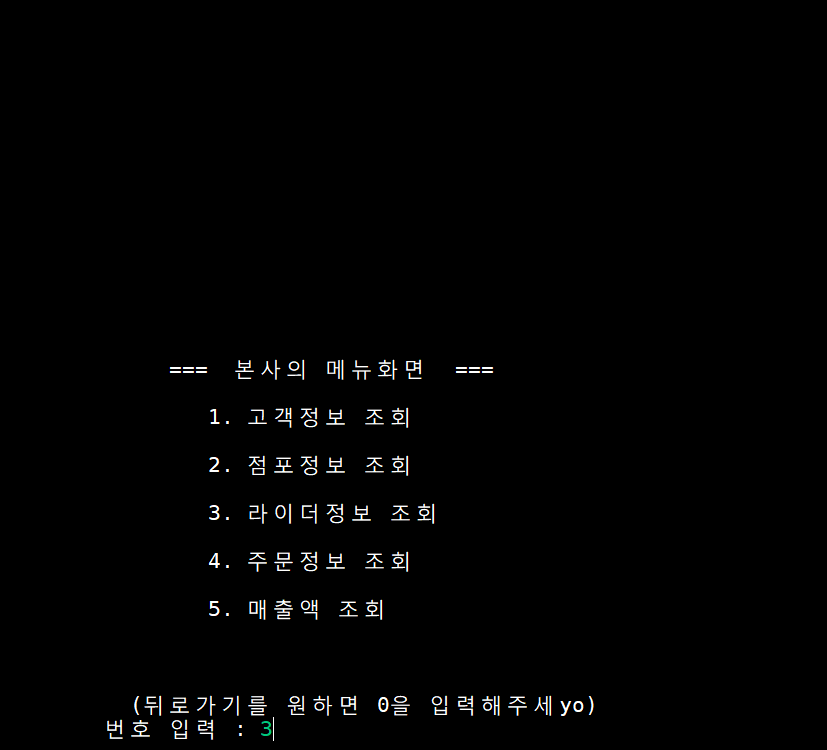 === 본사의 메뉴화면 ===
1. 고객정보 조회
2. 점포정보 조회
3. 라이더정보 조회
4. 주문정보 조회
5. 매출액 조회
(뒤로가기를 원하면 0을 입력해주세yo)
번호 입력 : 3